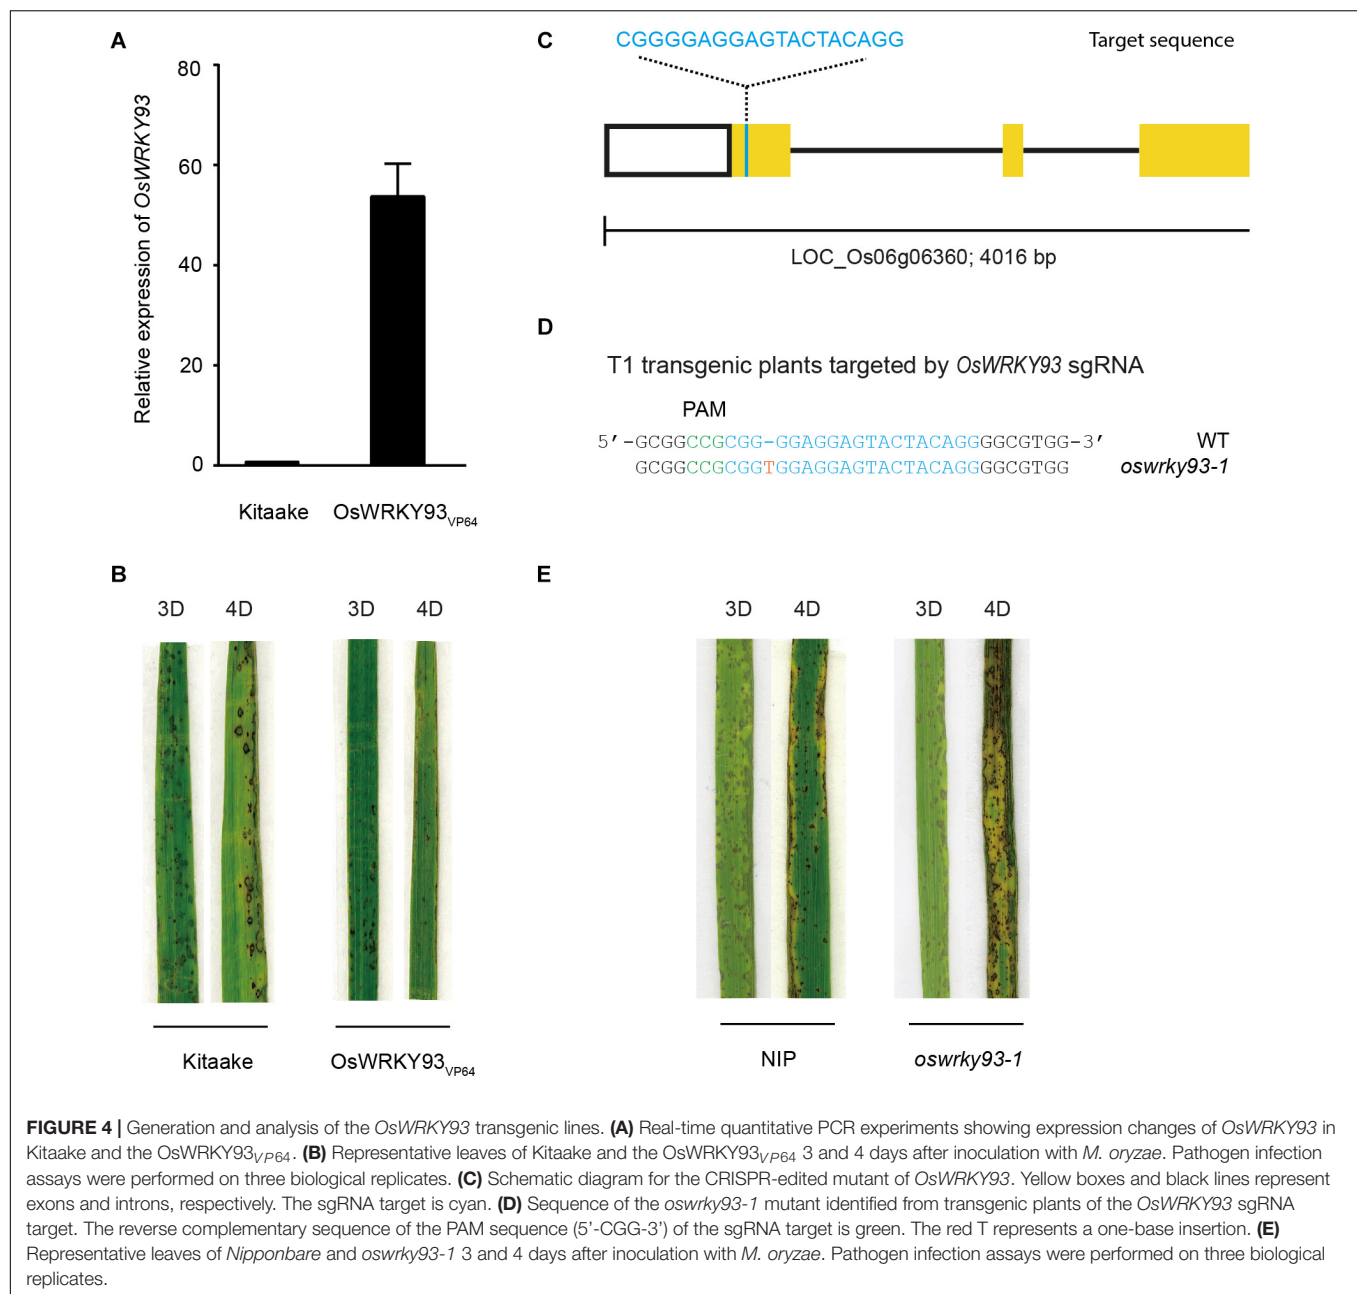 A
Relative expression of OsWRKY93
80
60
40
20
0
Kitaake OsWRKY93VP64
B
3D 4D 3D 4D
Kitaake OsWRKY93VP64
C
CGGGGAGGAGTACTACAGG Target sequence
LOC_Os06g06360; 4016 bp
D
T1 transgenic plants targeted by OsWRKY93 sgRNA
PAM
5’-GCGGCCGCGG-GGAGGAGTACTACAGGGGCGTGG-3’ WT
GCGGCCGCGGTGGAGGAGTACTACAGGGGCGTGG oswrky93-1
E
3D 4D 3D 4D
NIP oswrky93-1
FIGURE 4 | Generation and analysis of the OsWRKY93 transgenic lines. (A) Real-time quantitative PCR experiments showing expression changes of OsWRKY93 in
Kitaake and the OsWRKY93VP64. (B) Representative leaves of Kitaake and the OsWRKY93VP64 3 and 4 days after inoculation with M. oryzae. Pathogen infection
assays were performed on three biological replicates. (C) Schematic diagram for the CRISPR-edited mutant of OsWRKY93. Yellow boxes and black lines represent
exons and introns, respectively. The sgRNA target is cyan. (D) Sequence of the oswrky93-1 mutant identified from transgenic plants of the OsWRKY93 sgRNA
target. The reverse complementary sequence of the PAM sequence (5’-CGG-3’) of the sgRNA target is green. The red T represents a one-base insertion. (E)
Representative leaves of Nipponbare and oswrky93-1 3 and 4 days after inoculation with M. oryzae. Pathogen infection assays were performed on three biological
replicates.